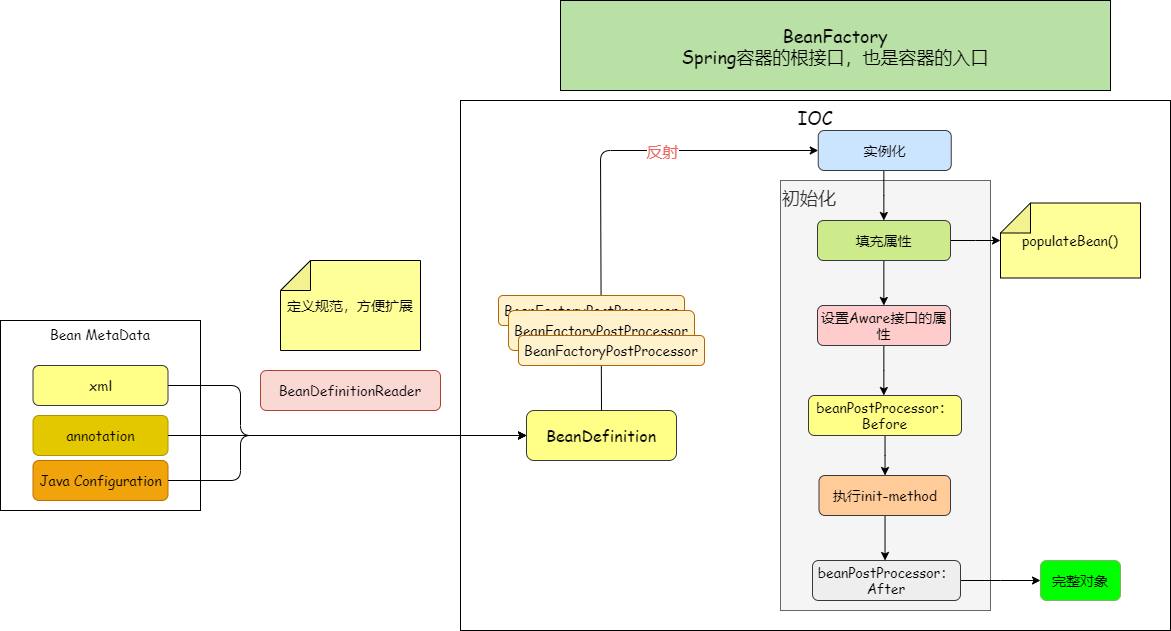 BeanFactory
Spring容器的根接口，也是容器的入口
IOC
反射
实例化
初始化
填充属性
populateBean()
定义规范，方便扩展
设置Aware接口的属
性
Bean MetaData
xml
annotation
Java Configuration
BeanDefinitionReader
BeanFactoryPostProcessor
BeanFactoryPostProcessor
BeanFactoryPostProcessor
BeanDefinition
beanPostProcessor：
Before
执行init-method
beanPostProcessor：
After
完整对象